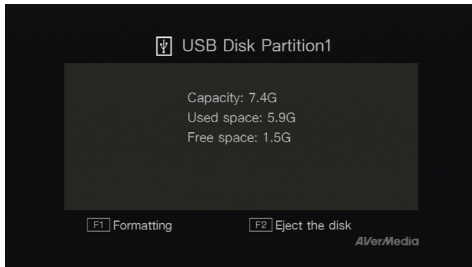 USB Disk Partition1
Capacity: 7.4G
Used space: 5.9G
Free space: 1.5G
F1 Formatting F2 Eject the disk
AVerMedia